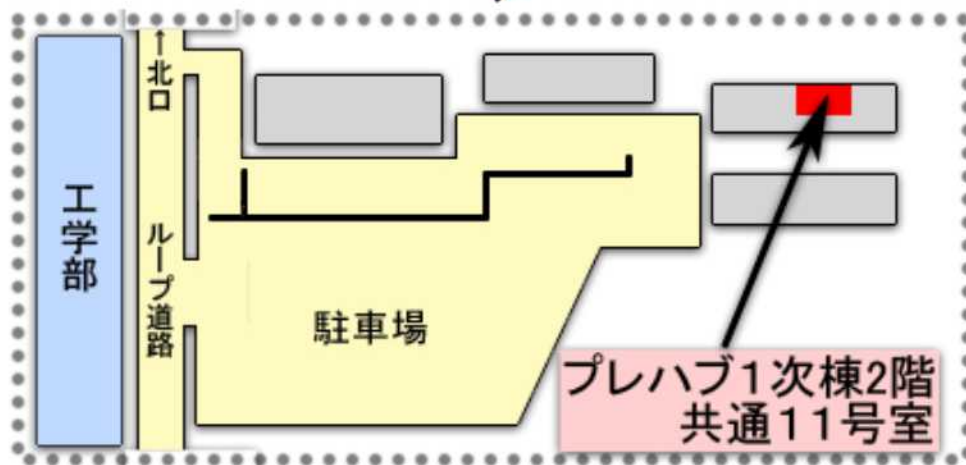 ↑北口
工学部
ループ道路
駐車場
プレハブ1次棟2階
共通11号室